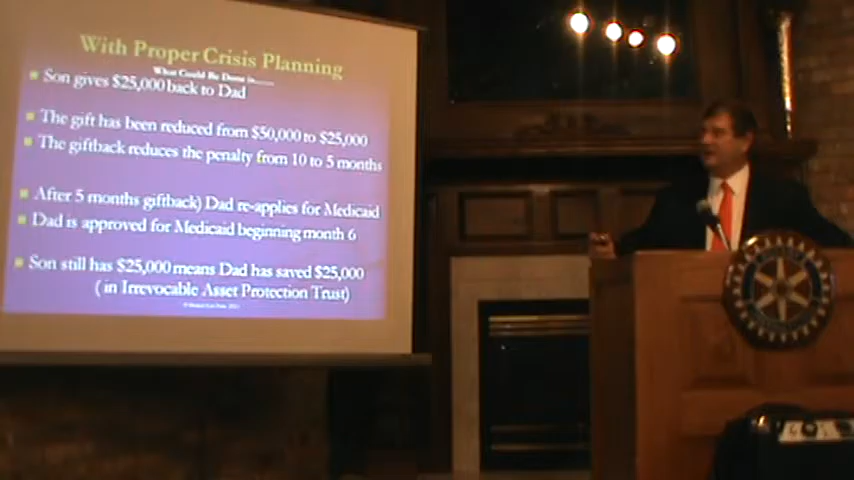 With Proper Crisis Planning
What Could Be Done is......
Son gives $25,000 back to Dad
The gift has been reduced from $50,000 to $25,000
The giftback reduces the penalty from 10 to 5 months
After 5 months giftback) Dad re-applies for Medicaid
Dad is approved for Medicaid beginning month 6
Son still has $25,000 means Dad has saved $25,000
( in Irrevocable Asset Protection Trust)